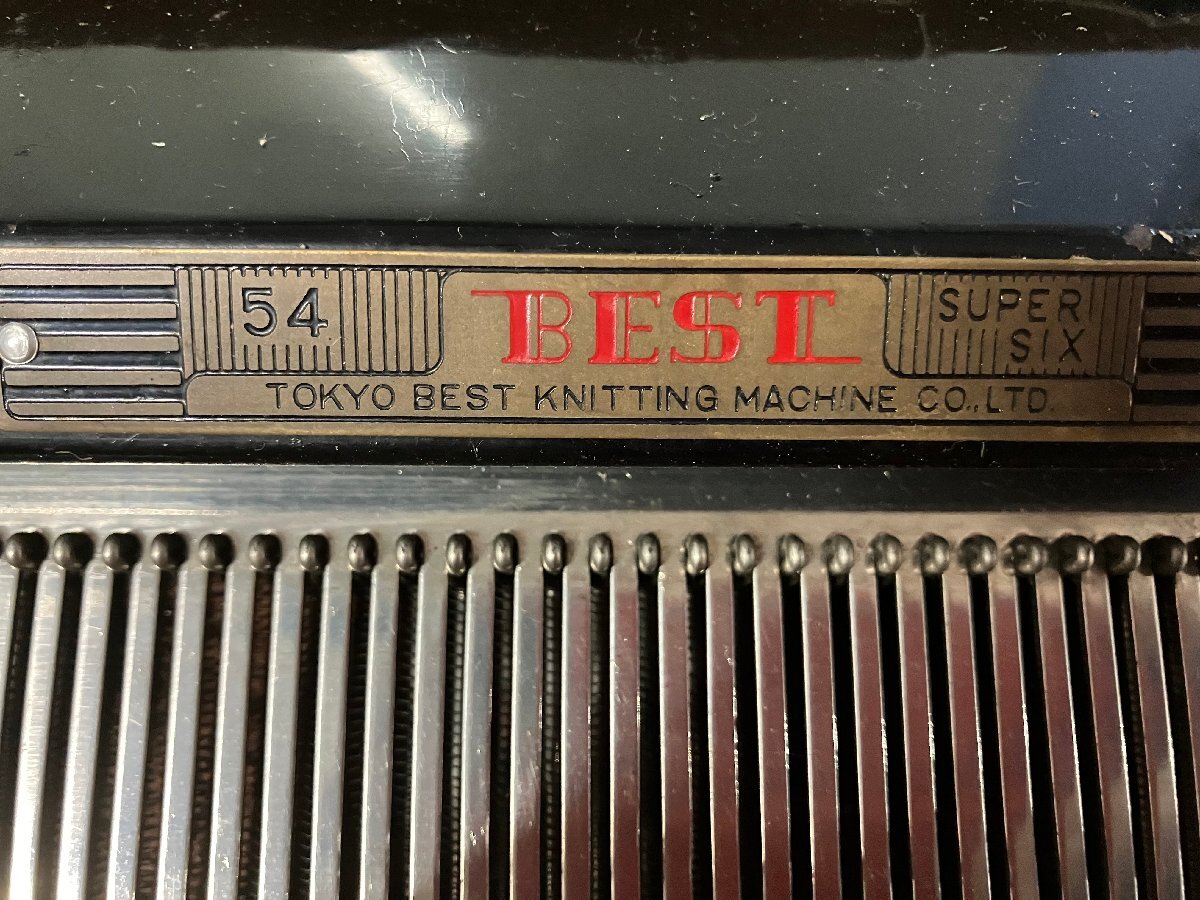 54
BEST
SUPER
SIX
TOKYO BEST KNITTING MACHINE CO.,LTD.